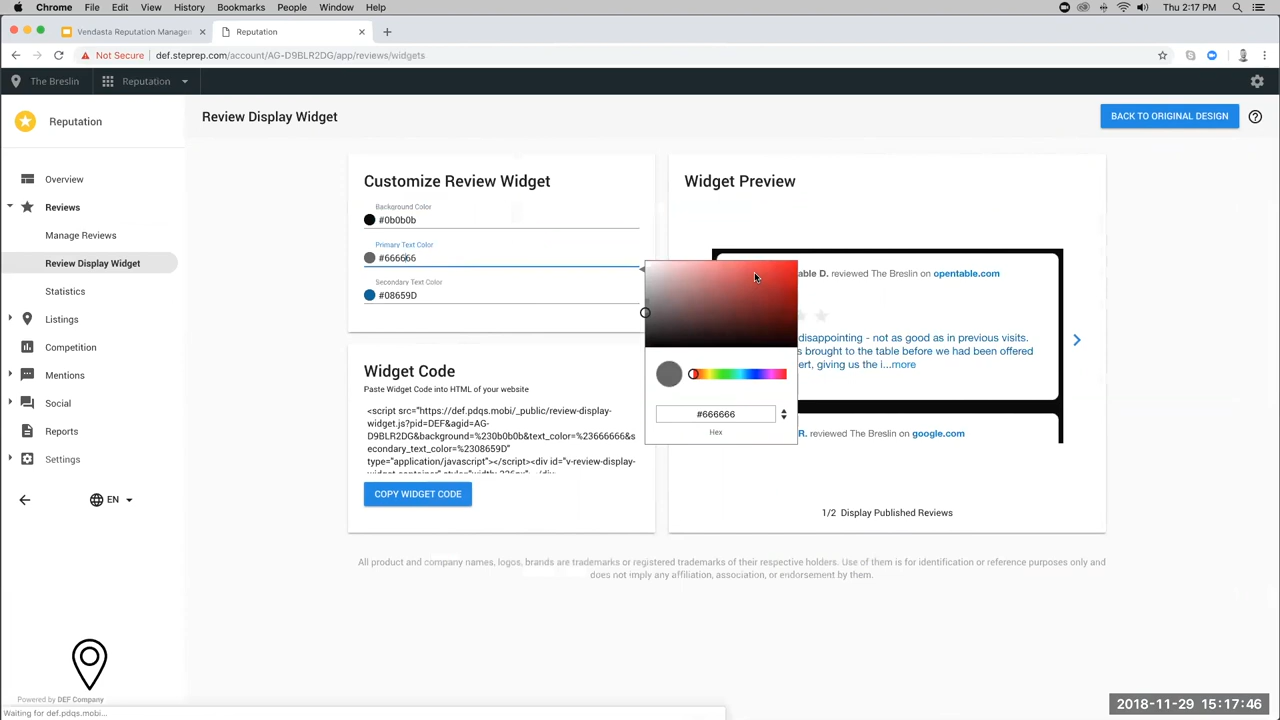 Chrome File Edit View History Bookmarks People Window Help
Thu 2:17 PM
Vendasta Reputation Manage
Reputation
Not Secure | def.steprep.com/account/AG-D9BLR2DG/app/reviews/widgets
The Breslin
Reputation
Reputation
Overview
Reviews
Manage Reviews
Review Display Widget
Statistics
Listings
Competition
Mentions
Social
Reports
Settings
EN
Powered by DEF Company
Waiting for def.pdqs.mobi...
Review Display Widget
BACK TO ORIGINAL DESIGN
Customize Review Widget
Background Color
#0b0b0b
Primary Text Color
#666666
Secondary Text Color
#08659D
Widget Code
Paste Widget Code into HTML of your website
<script src="https://def.pdqs.mobi/_public/review-display-
widget.js?pid=DEF&agid=AG-
D9BLR2DG&background=%230b0b0b&text_color=%23666666&s
econdary_text_color=%2308659D"
type="application/javascript"></script><div id="v-review-display-
COPY WIDGET CODE
#666666
Hex
Widget Preview
able D. reviewed The Breslin on opentable.com
disappointing - not as good as in previous visits.
s brought to the table before we had been offered
ert, giving us the i...more
R. reviewed The Breslin on google.com
1/2 Display Published Reviews
All product and company names, logos, brands are trademarks or registered trademarks of their respective holders. Use of them is for identification or reference purposes only and
does not imply any affiliation, association, or endorsement by them.
2018-11-29 15:17:46